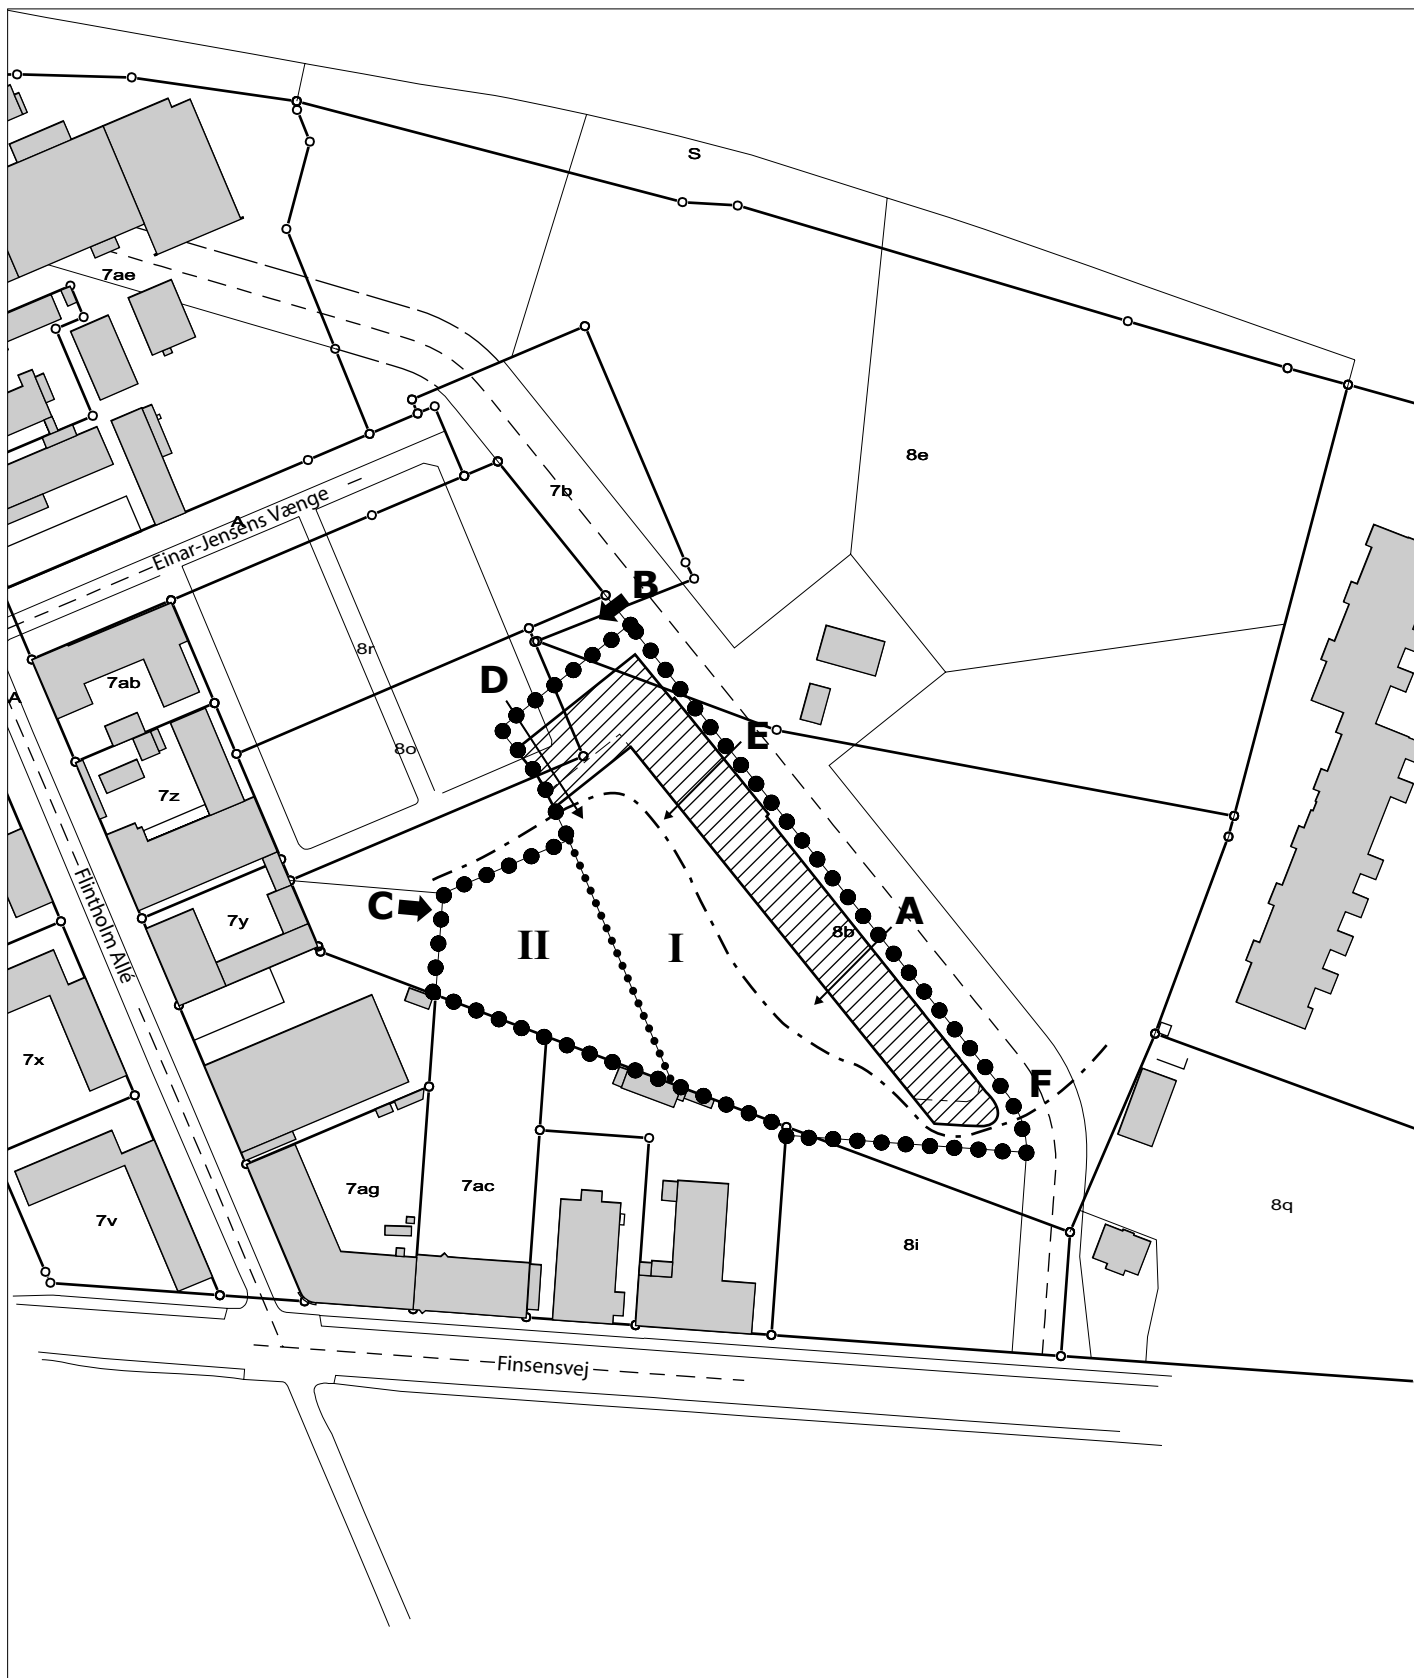 S
7ae
8e
7b
A
Einar-Jensens Vænge
B
8r
D
7ab
A
E
8o
7z
Flintholm Allé
C
7y
A
8b
II
I
7x
F
7ag
7ac
8q
7v
8i
Finsensvej